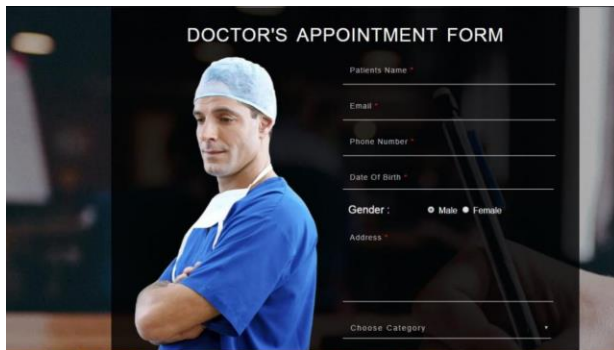 DOCTOR'S APPOINTMENT FORM
Patients Name *
Email *
Phone Number *
Date Of Birth *
Gender : Male Female
Address *
Choose Category